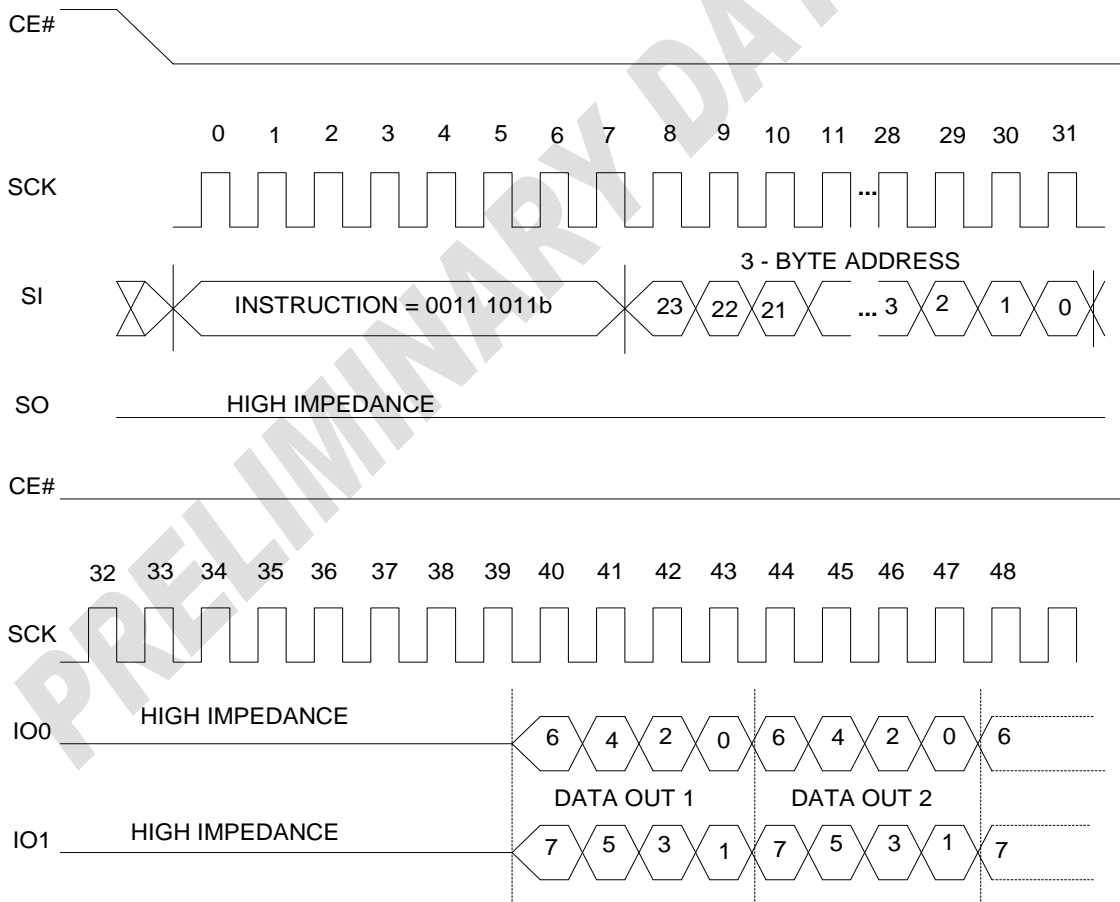 CE#
0 1 2 3 4 5 6 7 8 9 10 11 28 29 30 31
SCK ...
3 - BYTE ADDRESS
SI INSTRUCTION = 0011 1011b 23 22 21 ... 3 2 1 0
SO HIGH IMPEDANCE
CE#
32 33 34 35 36 37 38 39 40 41 42 43 44 45 46 47 48
SCK
IO0 HIGH IMPEDANCE 6 4 2 0 6 4 2 0 6
DATA OUT 1 DATA OUT 2
IO1 HIGH IMPEDANCE 7 5 3 1 7 5 3 1 7
PRELIMINARY DA